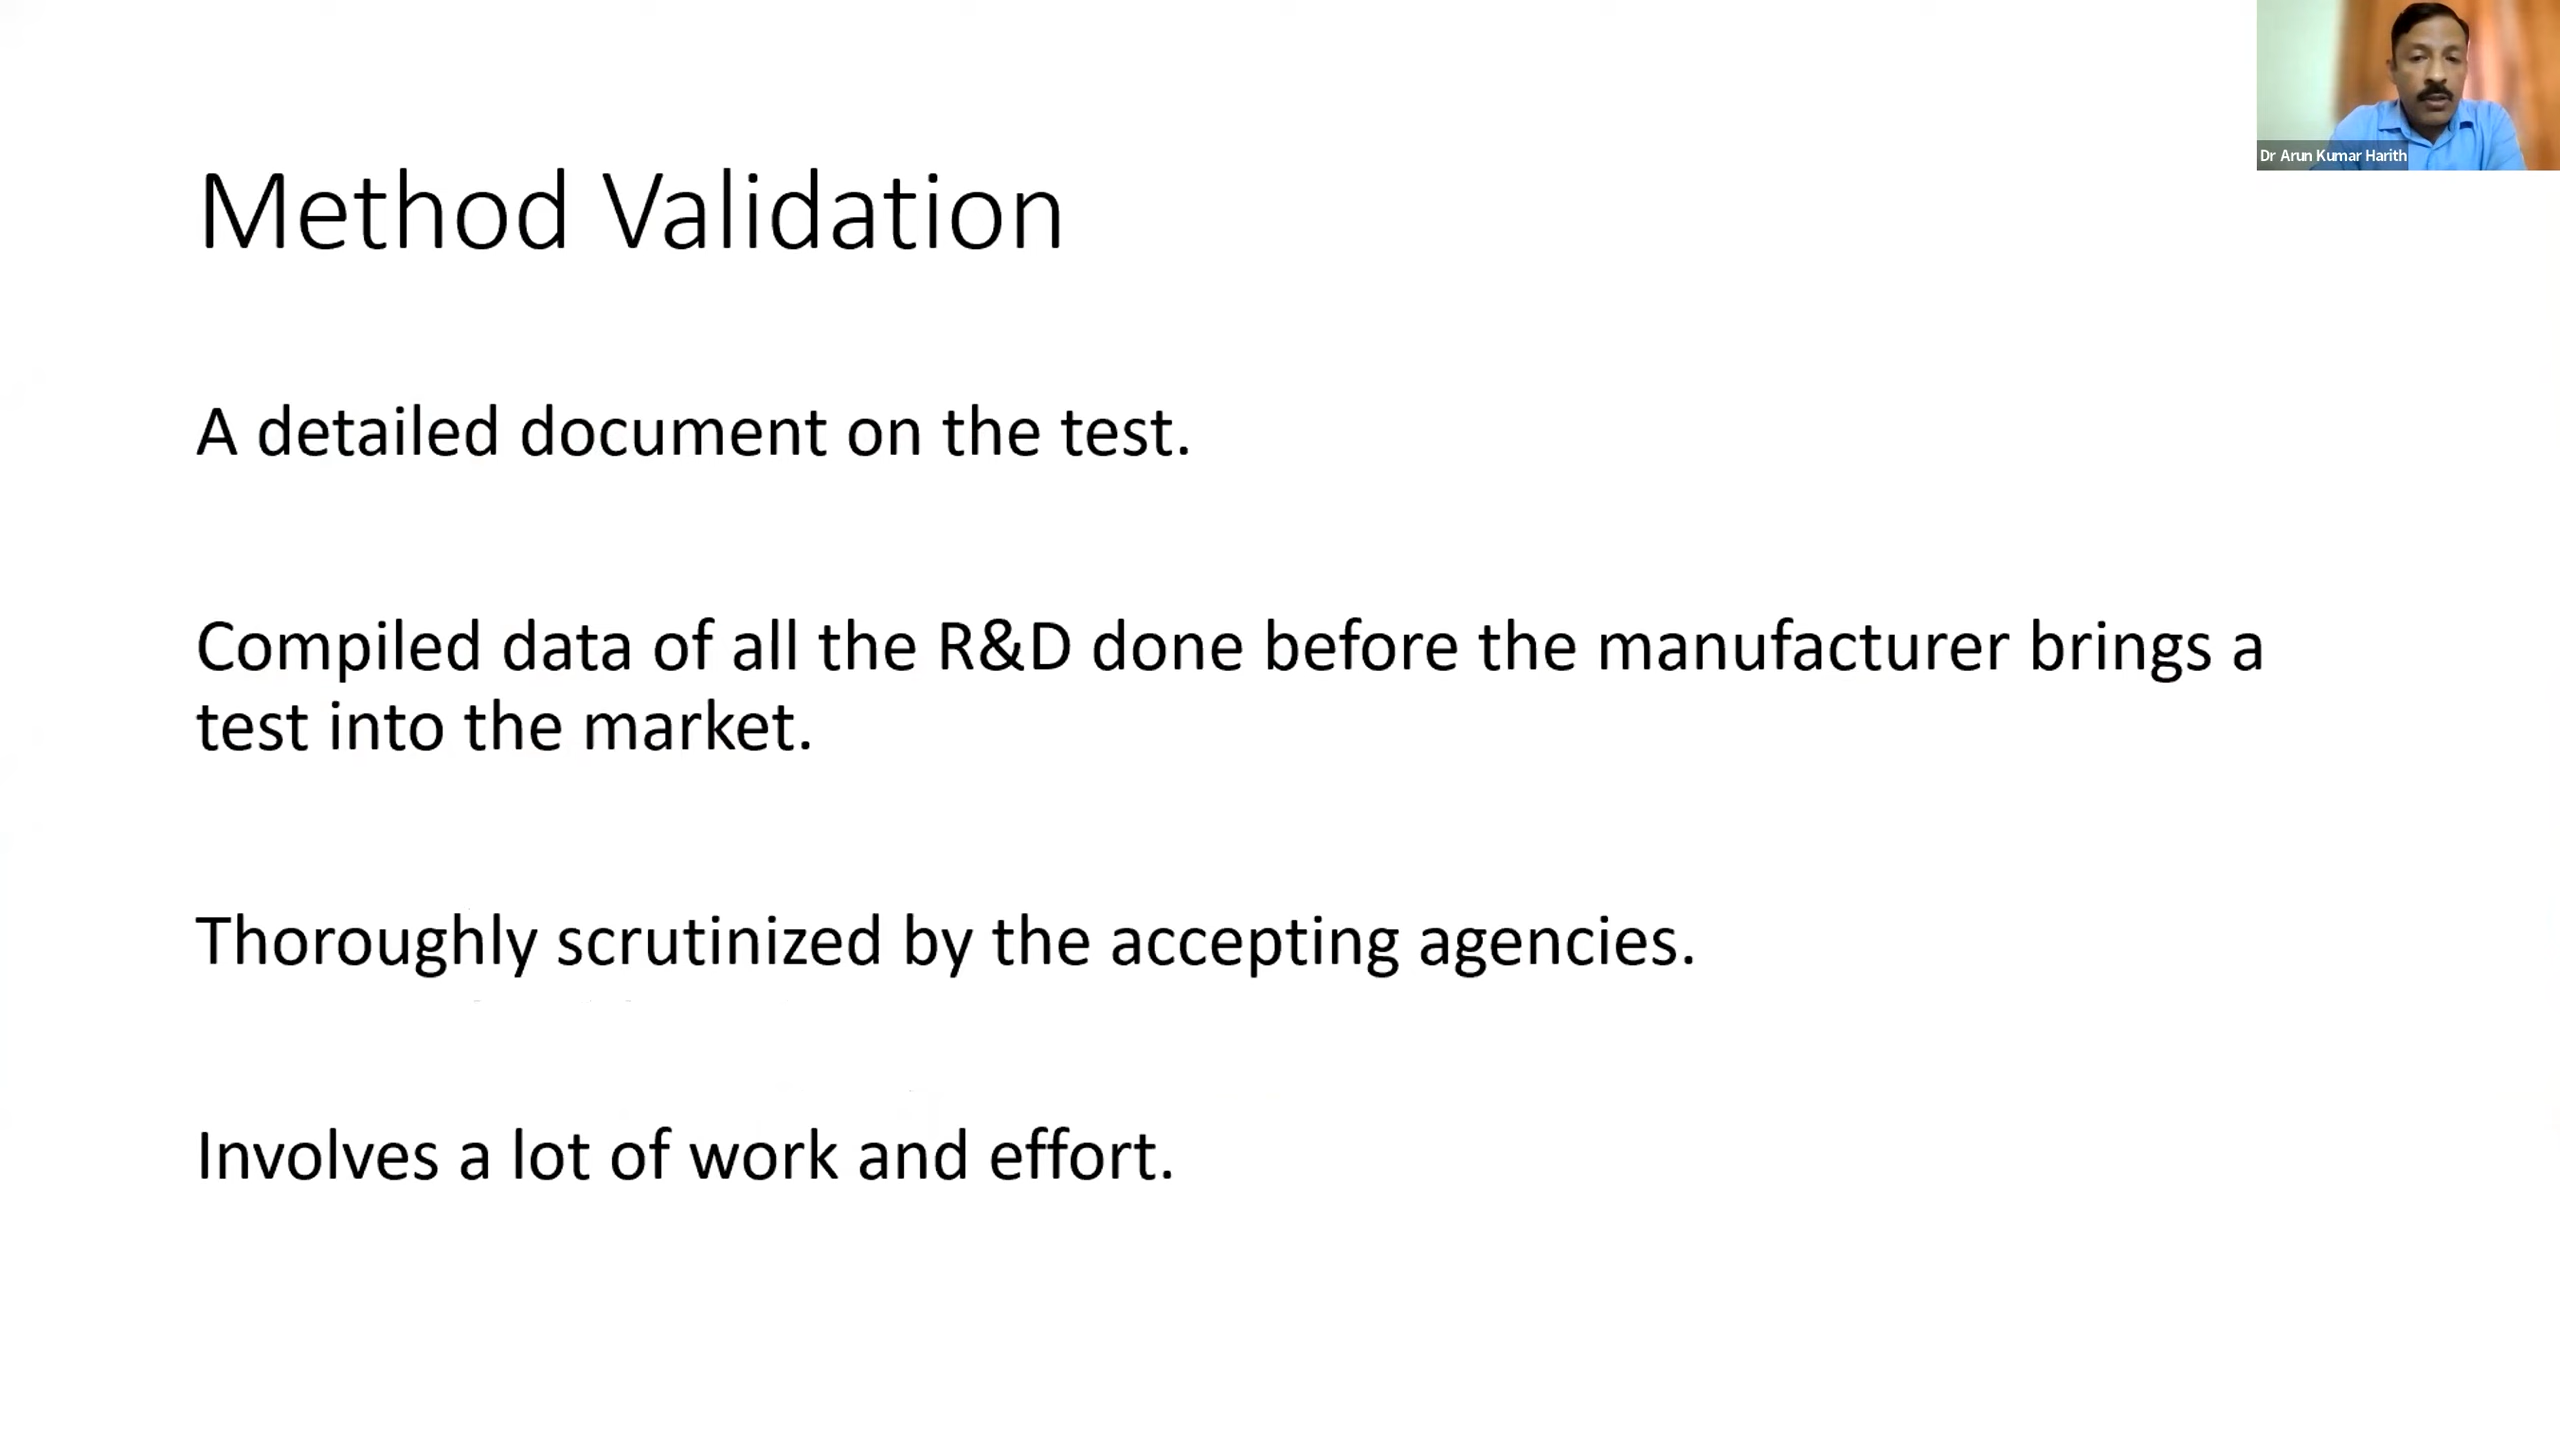 Dr Arun Kumar Harith
Method Validation
A detailed document on the test.
Compiled data of all the R&D done before the manufacturer brings a
test into the market.
Thoroughly scrutinized by the accepting agencies.
Involves a lot of work and effort.